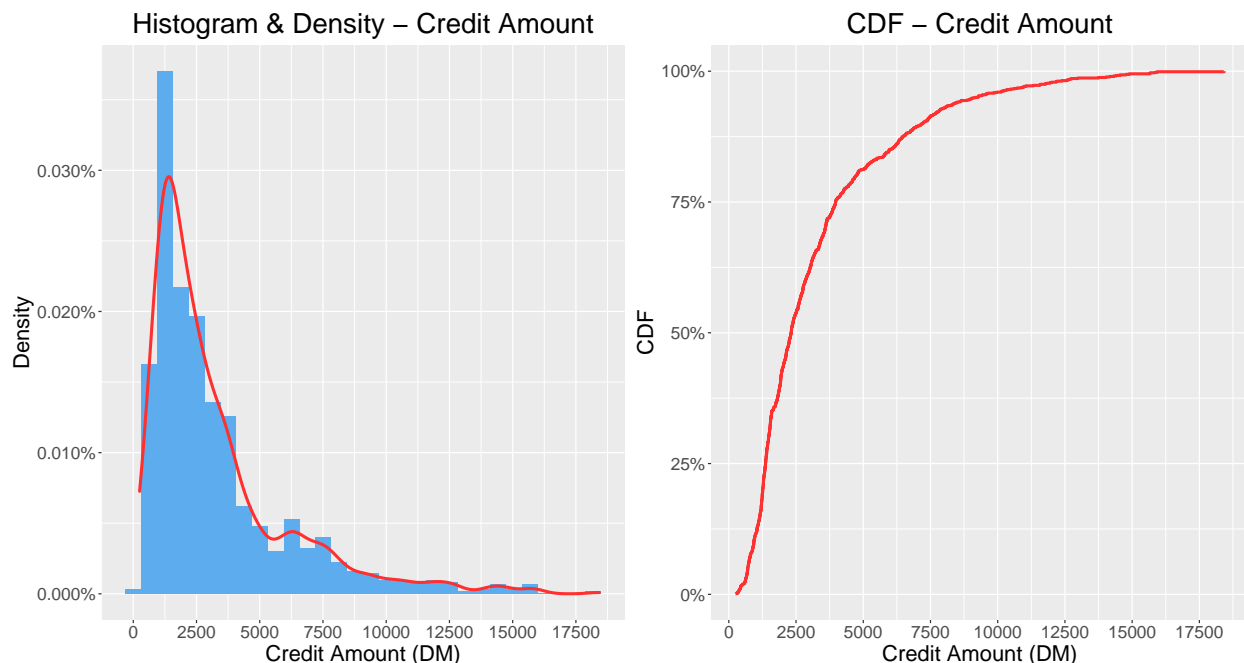 Histogram & Density – Credit Amount
0.030%
0.020%
0.010%
0.000%
Density
0 2500 5000 7500 10000 12500 15000 17500
Credit Amount (DM)
CDF – Credit Amount
100%
75%
50%
25%
0%
CDF
0 2500 5000 7500 10000 12500 15000 17500
Credit Amount (DM)